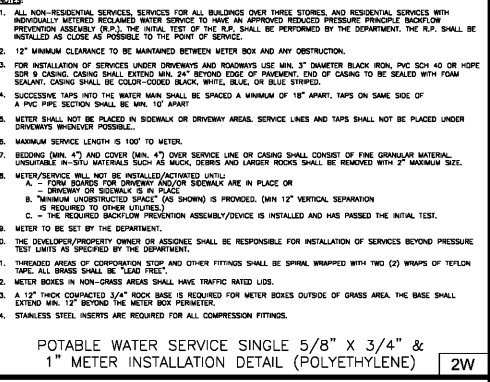 NOTES:
1. ALL NON-RESIDENTIAL SERVICES, SERVICES FOR ALL BUILDINGS OVER THREE STORIES, AND RESIDENTIAL SERVICES WITH
INDIVIDUALLY METERED RECLAIMED WATER SERVICE TO HAVE AN APPROVED REDUCED PRESSURE PRINCIPLE BACKFLOW
PREVENTION ASSEMBLY (R.P.). THE INITIAL TEST OF THE R.P. SHALL BE PERFORMED BY THE DEPARTMENT. THE R.P. SHALL BE
INSTALLED AS CLOSE AS POSSIBLE TO THE POINT OF SERVICE.
2. 12" MINIMUM CLEARANCE TO BE MAINTAINED BETWEEN METER BOX AND ANY OBSTRUCTION.
3. FOR INSTALLATION OF SERVICES UNDER DRIVEWAYS AND ROADWAYS USE MIN. 3" DIAMETER BLACK IRON, PVC SCH 40 OR HDPE
SDR 9 CASING. CASING SHALL EXTEND MIN. 24" BEYOND EDGE OF PAVEMENT. END OF CASING TO BE SEALED WITH FOAM
SEALANT. CASING SHALL BE COLOR-CODED BLACK, WHITE, BLUE, OR BLUE STRIPED.
4. SUCCESSIVE TAPS INTO THE WATER MAIN SHALL BE SPACED A MINIMUM OF 18" APART. TAPS ON SAME SIDE OF
A PVC PIPE SECTION SHALL BE MIN. 10' APART
5. METER SHALL NOT BE PLACED IN SIDEWALK OR DRIVEWAY AREAS. SERVICE LINES AND TAPS SHALL NOT BE PLACED UNDER
DRIVEWAYS WHENEVER POSSIBLE..
6. MAXIMUM SERVICE LENGTH IS 100' TO METER.
7. BEDDING (MIN. 4") AND COVER (MIN. 4") OVER SERVICE LINE OR CASING SHALL CONSIST OF FINE GRANULAR MATERIAL.
UNSUITABLE IN-SITU MATERIALS SUCH AS MUCK, DEBRIS AND LARGER ROCKS SHALL BE REMOVED WITH 2" MAXIMUM SIZE.
8. METER/SERVICE WILL NOT BE INSTALLED/ACTIVATED UNTIL:
A. – FORM BOARDS FOR DRIVEWAY AND/OR SIDEWALK ARE IN PLACE OR
– DRIVEWAY OR SIDEWALK IS IN PLACE
B. "MINIMUM UNOBSTRUCTED SPACE" (AS SHOWN) IS PROVIDED. (MIN 12" VERTICAL SEPARATION
IS REQUIRED TO OTHER UTILITIES.)
C. – THE REQUIRED BACKFLOW PREVENTION ASSEMBLY/DEVICE IS INSTALLED AND HAS PASSED THE INITIAL TEST.
9. METER TO BE SET BY THE DEPARTMENT.
0. THE DEVELOPER/PROPERTY OWNER OR ASSIGNEE SHALL BE RESPONSIBLE FOR INSTALLATION OF SERVICES BEYOND PRESSURE
TEST LIMITS AS SPECIFIED BY THE DEPARTMENT.
1. THREADED AREAS OF CORPORATION STOP AND OTHER FITTINGS SHALL BE SPIRAL WRAPPED WITH TWO (2) WRAPS OF TEFLON
TAPE. ALL BRASS SHALL BE "LEAD FREE".
2. METER BOXES IN NON-GRASS AREAS SHALL HAVE TRAFFIC RATED LIDS.
3. A 12" THICK COMPACTED 3/4" ROCK BASE IS REQUIRED FOR METER BOXES OUTSIDE OF GRASS AREA. THE BASE SHALL
EXTEND MIN. 12" BEYOND THE METER BOX PERIMETER.
4. STAINLESS STEEL INSERTS ARE REQUIRED FOR ALL COMPRESSION FITTINGS.
POTABLE WATER SERVICE SINGLE 5/8" X 3/4" &
1" METER INSTALLATION DETAIL (POLYETHYLENE)
2W